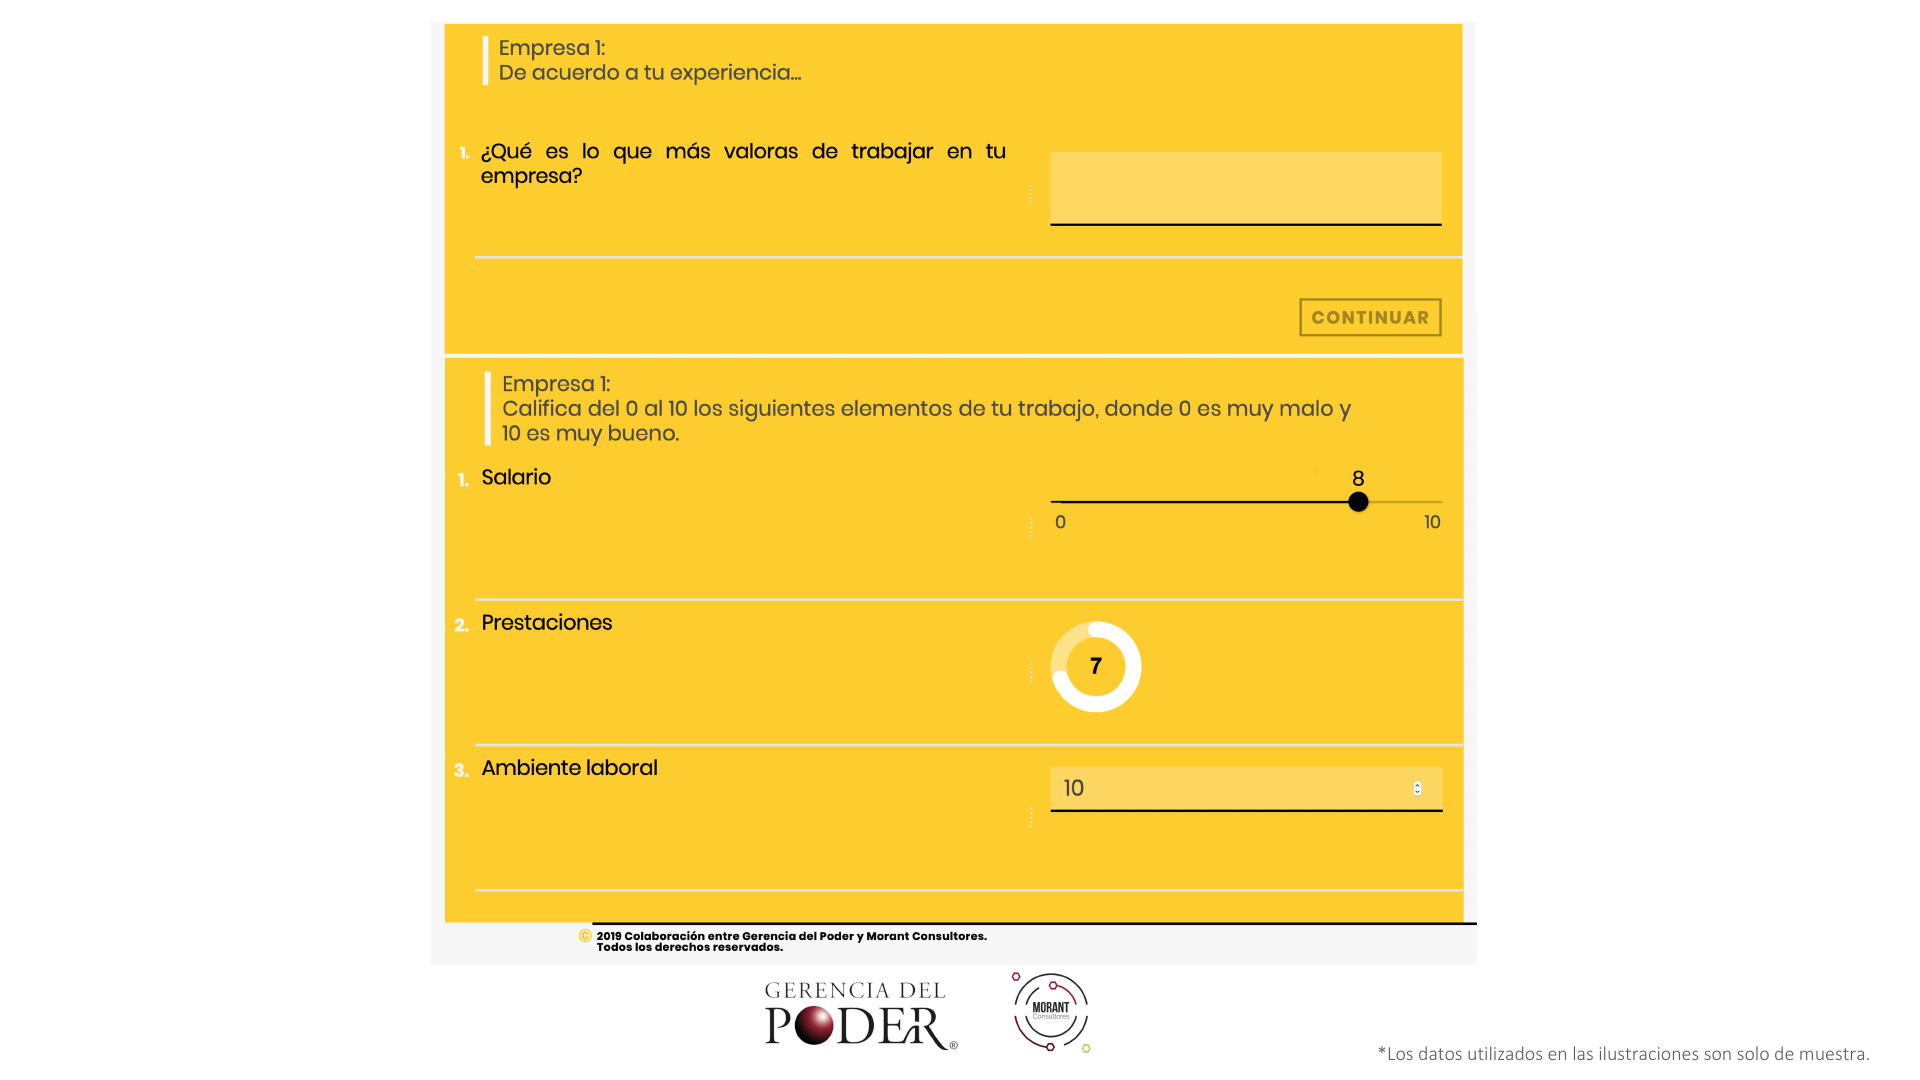 Empresa 1:
De acuerdo a tu experiencia...
1. ¿Qué es lo que más valoras de trabajar en tu
empresa?
CONTINUAR
Empresa 1:
Califica del 0 al 10 los siguientes elementos de tu trabajo, donde 0 es muy malo y
10 es muy bueno.
1. Salario
8
0 10
2. Prestaciones
7
3. Ambiente laboral
10
© 2019 Colaboración entre Gerencia del Poder y Morant Consultores.
Todos los derechos reservados.
GERENCIA DEL
PODER®
MORANT
Consultores
*Los datos utilizados en las ilustraciones son solo de muestra.